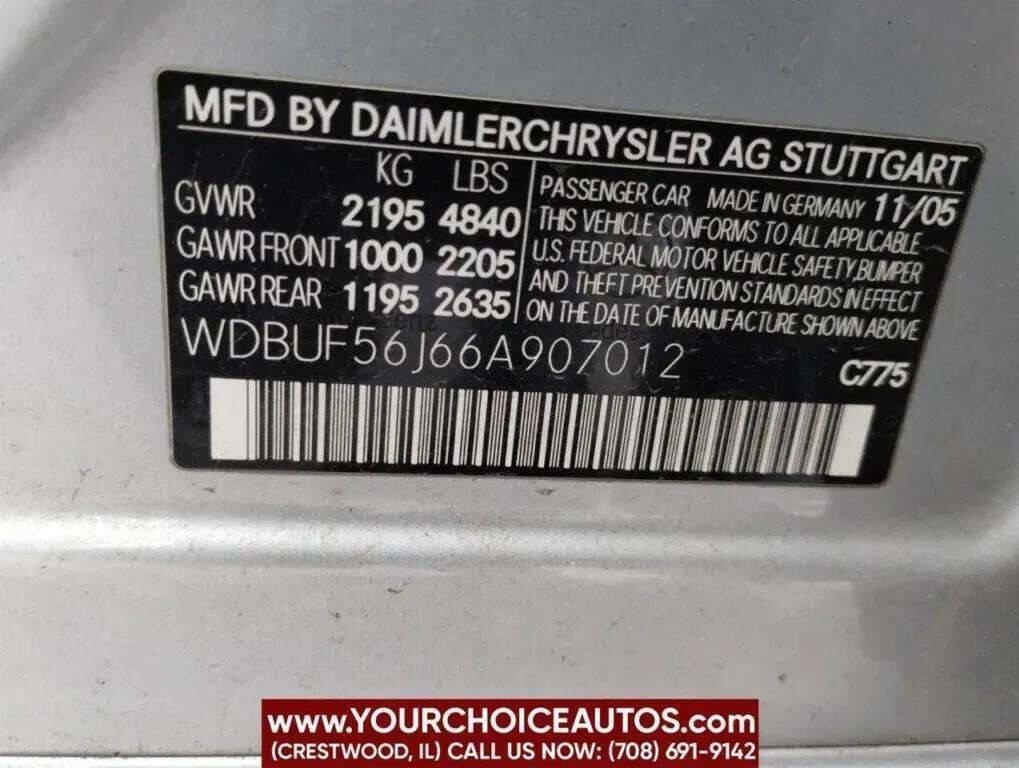 MFD BY DAIMLERCHRYSLER AG STUTTGART
KG LBS
GVWR 2195 4840
GAWR FRONT 1000 2205
GAWR REAR 1195 2635
PASSENGER CAR MADE IN GERMANY 11/05
THIS VEHICLE CONFORMS TO ALL APPLICABLE
U.S. FEDERAL MOTOR VEHICLE SAFETY, BUMPER
AND THEFT PREVENTION STANDARDS IN EFFECT
ON THE DATE OF MANUFACTURE SHOWN ABOVE
WDBUF56J66A907012
C775
WWW.YOURCHOICEAUTOS.com
(CRESTWOOD, IL) CALL US NOW: (708) 691-9142